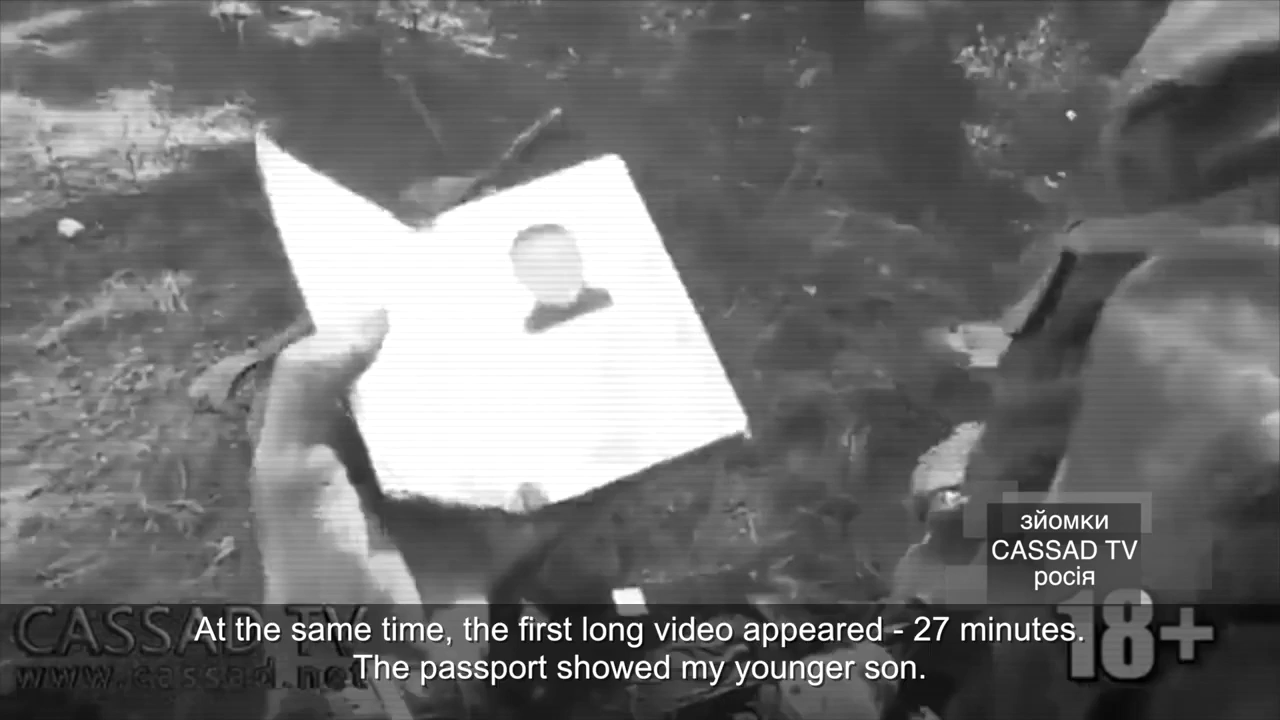 зйомки
CASSAD TV
росія
CASSAD TV
www.cassad.net
18+
At the same time, the first long video appeared - 27 minutes.
The passport showed my younger son.